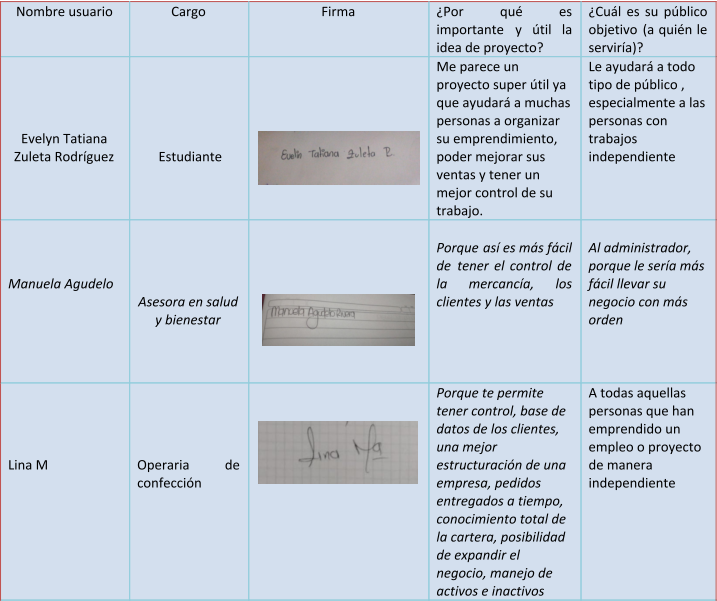 Nombre usuario
Cargo
Firma
¿Por qué es
importante y útil la
idea de proyecto?
¿Cuál es su público
objetivo (a quién le
serviría)?
Evelyn Tatiana
Zuleta Rodríguez
Estudiante
Evelin Tatiana Zuleta R.
Me parece un
proyecto super útil ya
que ayudará a muchas
personas a organizar
su emprendimiento,
poder mejorar sus
ventas y tener un
mejor control de su
trabajo.
Le ayudará a todo
tipo de público ,
especialmente a las
personas con
trabajos
independiente
Manuela Agudelo
Asesora en salud
y bienestar
Manuela Agudelo
Porque así es más fácil
de tener el control de
la mercancía, los
clientes y las ventas
Al administrador,
porque le sería más
fácil llevar su
negocio con más
orden
Lina M
Operaria de
confección
Lina Ma
Porque te permite
tener control, base de
datos de los clientes,
una mejor
estructuración de una
empresa, pedidos
entregados a tiempo,
conocimiento total de
la cartera, posibilidad
de expandir el
negocio, manejo de
activos e inactivos
A todas aquellas
personas que han
emprendido un
empleo o proyecto
de manera
independiente